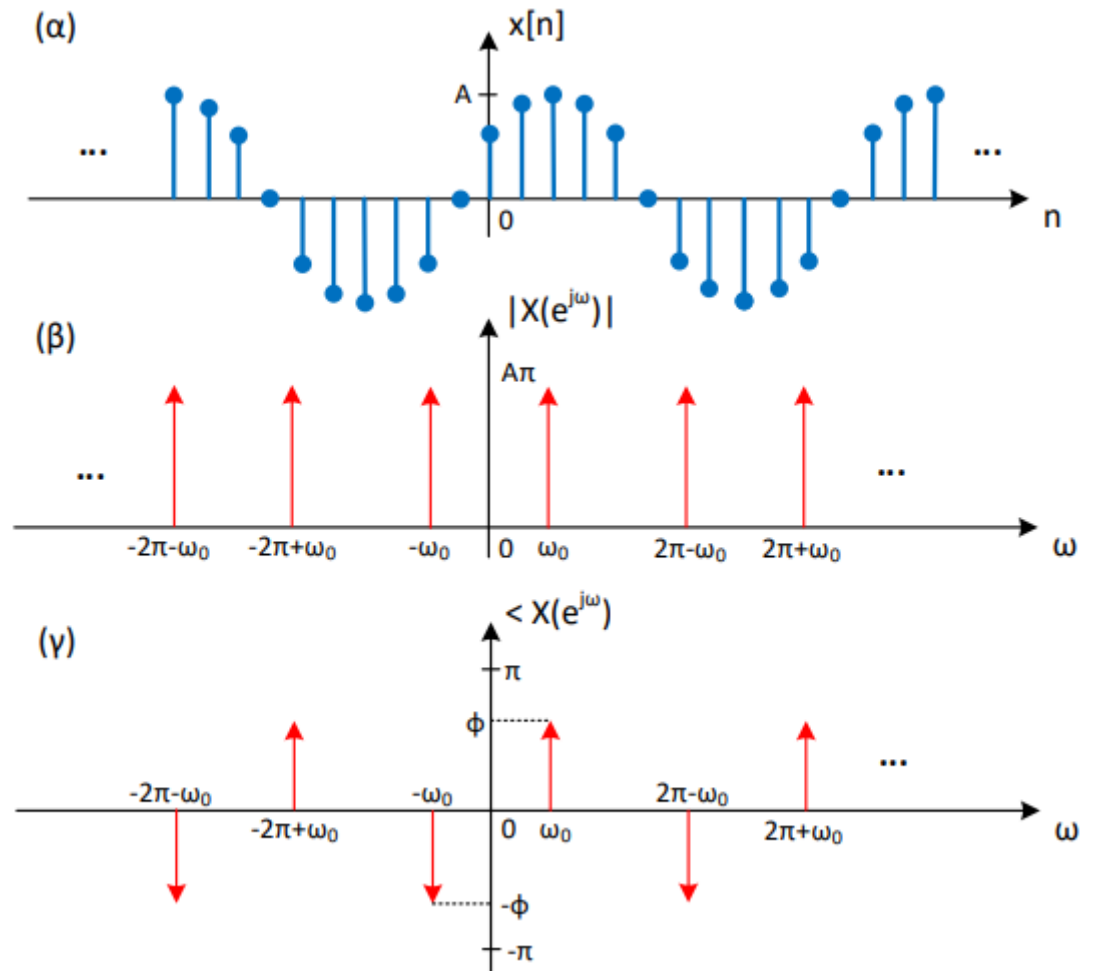 (α)
x[n]
A
...
...
0
n
(β)
|X(e^{jω})|
Aπ
...
...
-2π-ω₀
-2π+ω₀
-ω₀
0
ω₀
2π-ω₀
2π+ω₀
ω
(γ)
< X(e^{jω})
π
φ
...
-2π-ω₀
-ω₀
2π-ω₀
-2π+ω₀
0
ω₀
2π+ω₀
ω
-φ
-π